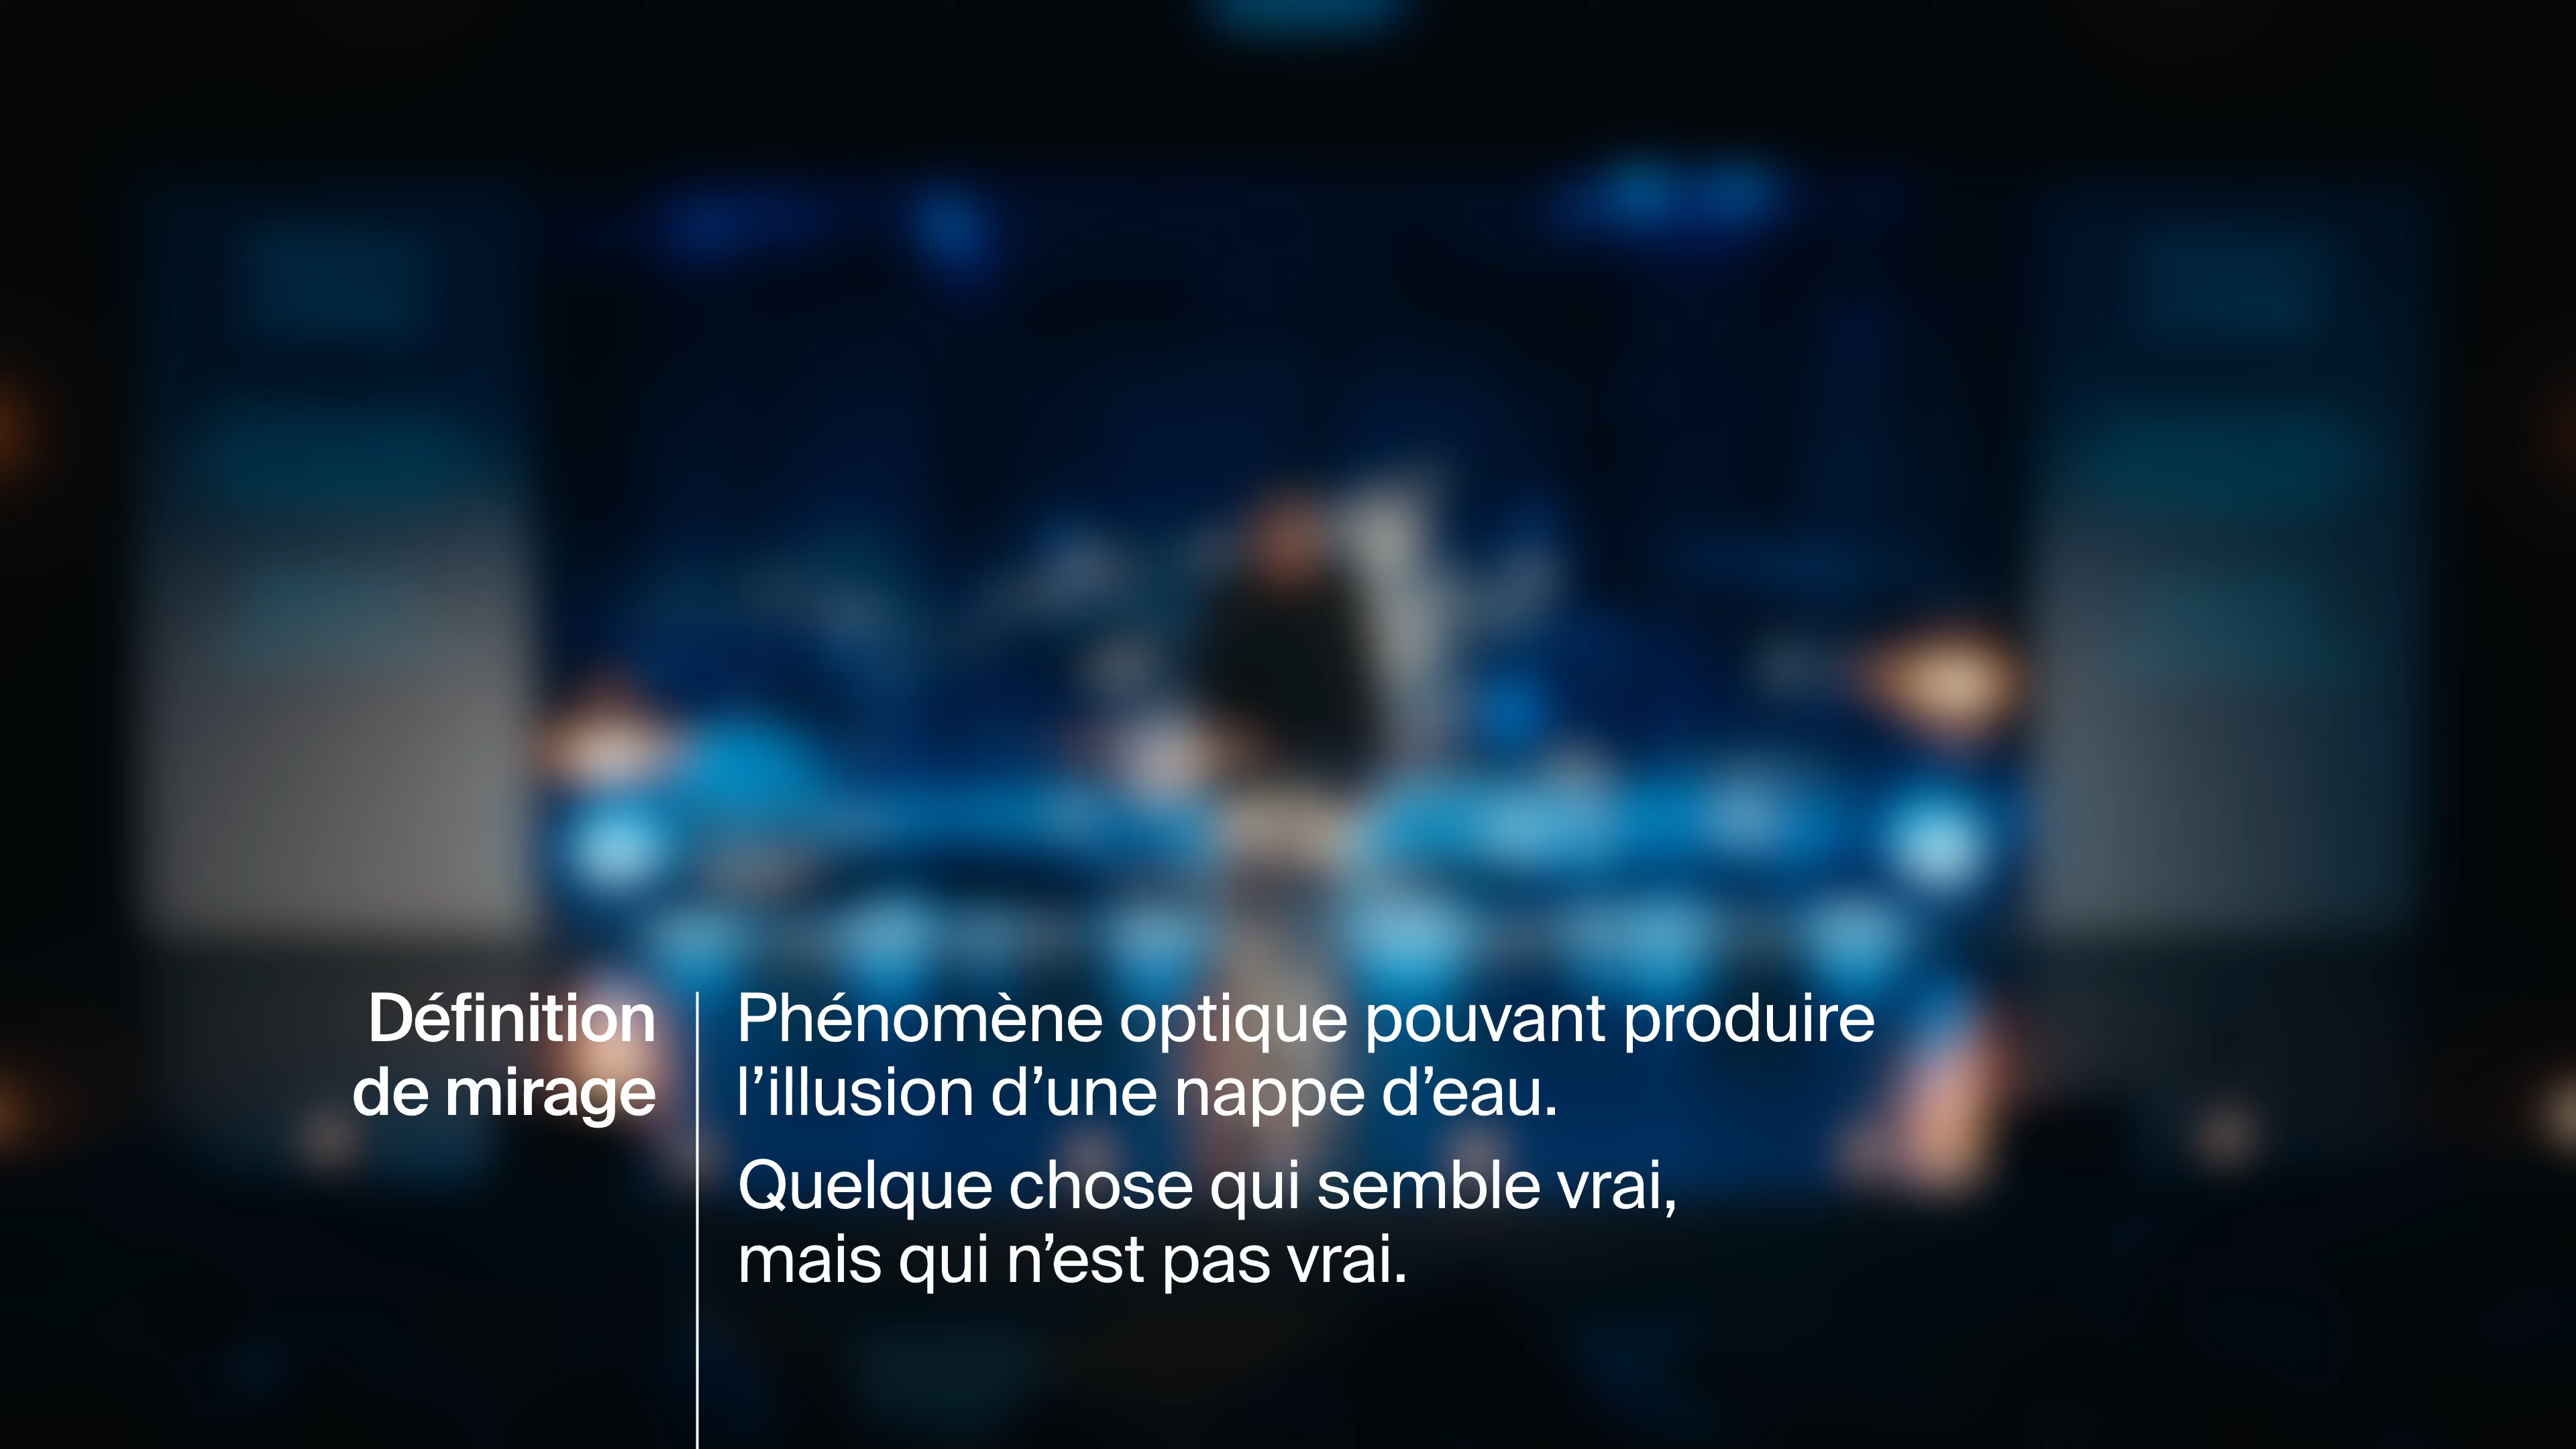 Définition
de mirage
Phénomène optique pouvant produire
l’illusion d’une nappe d’eau.
Quelque chose qui semble vrai,
mais qui n’est pas vrai.